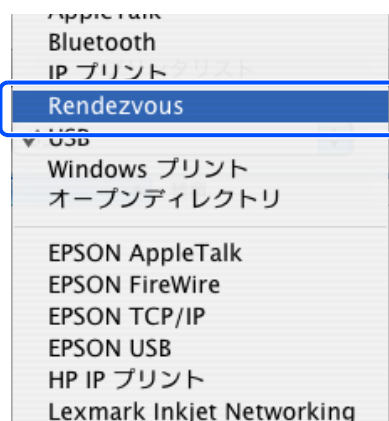 AppleTalk
Bluetooth
IP プリント
Rendezvous
USB
Windows プリント
オープンディレクトリ
EPSON AppleTalk
EPSON FireWire
EPSON TCP/IP
EPSON USB
HP IP プリント
Lexmark Inkjet Networking